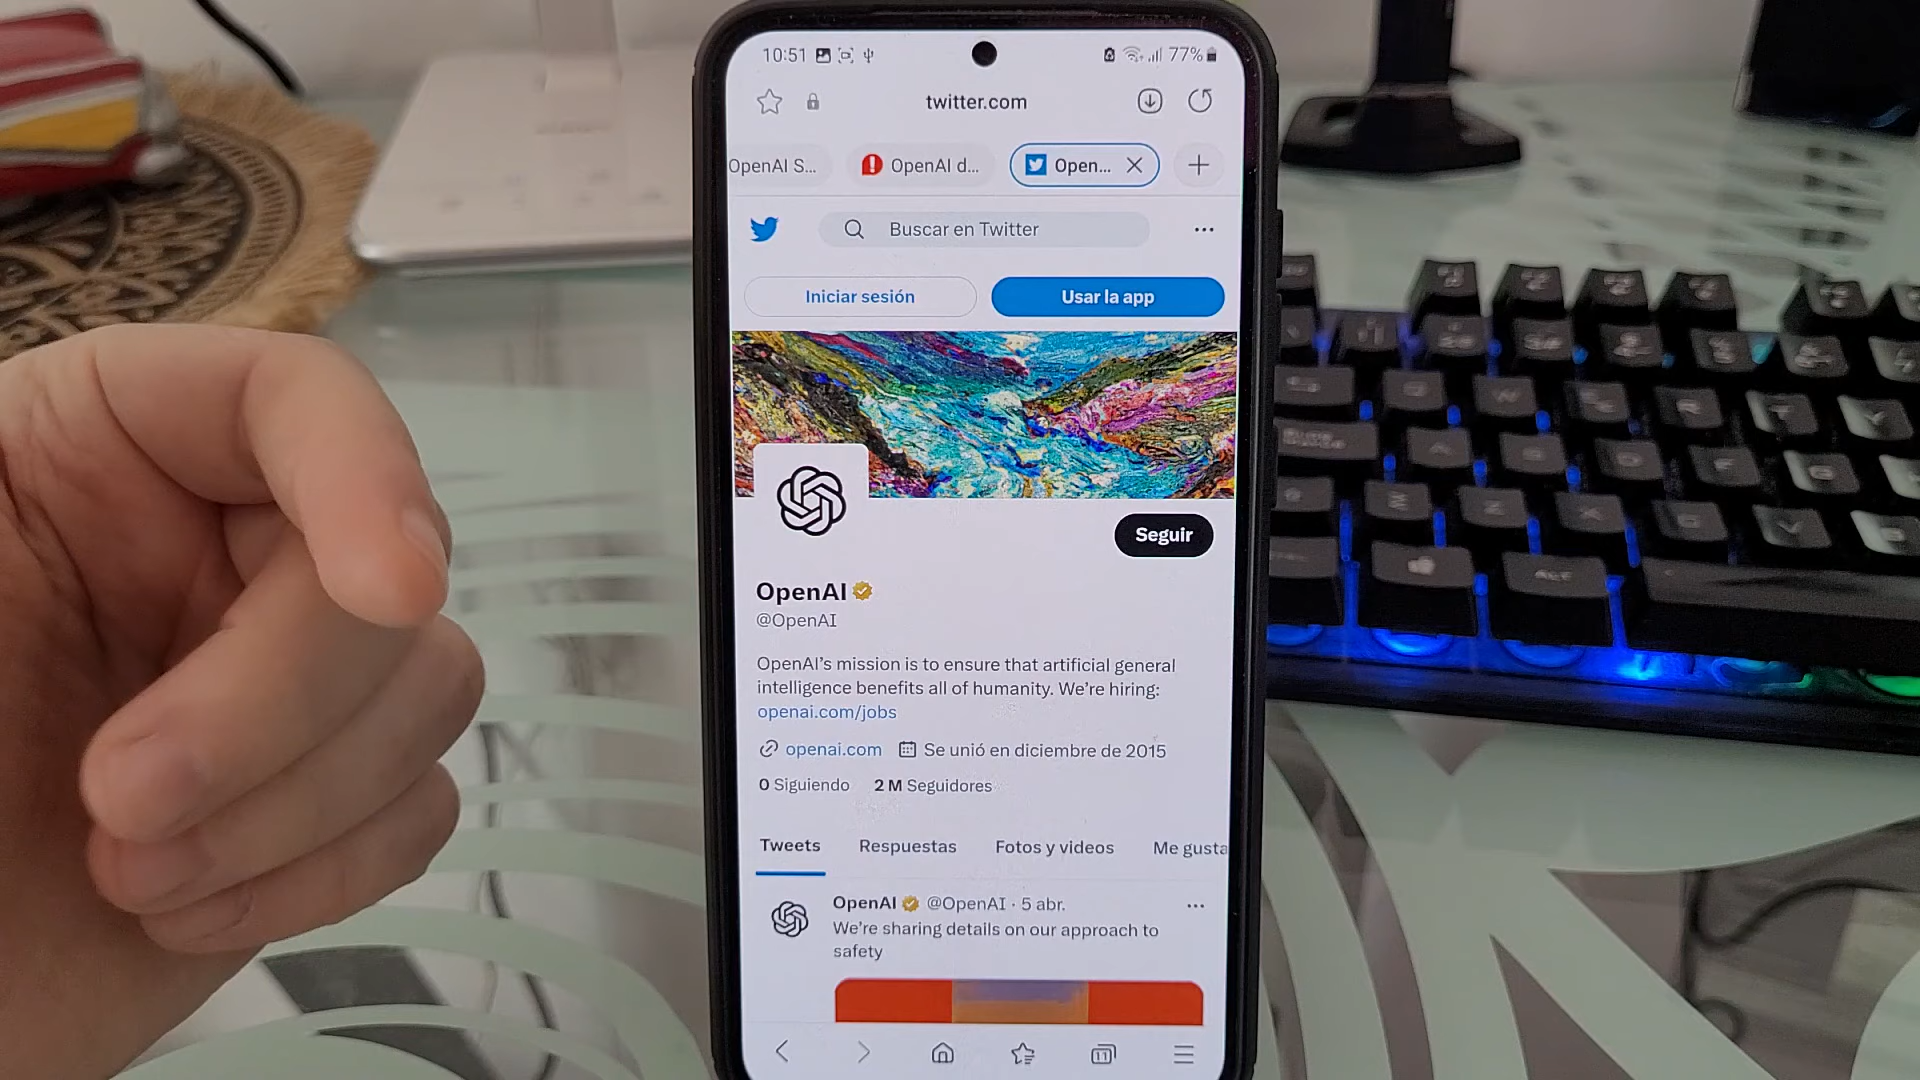 10:51
77%
twitter.com
OpenAI S...
OpenAI d...
Open...
Buscar en Twitter
Iniciar sesión
Usar la app
Seguir
OpenAI
@OpenAI
OpenAI’s mission is to ensure that artificial general
intelligence benefits all of humanity. We’re hiring:
openai.com/jobs
openai.com Se unió en diciembre de 2015
0 Siguiendo 2 M Seguidores
Tweets Respuestas Fotos y videos Me gusta
OpenAI @OpenAI · 5 abr.
We’re sharing details on our approach to
safety
11